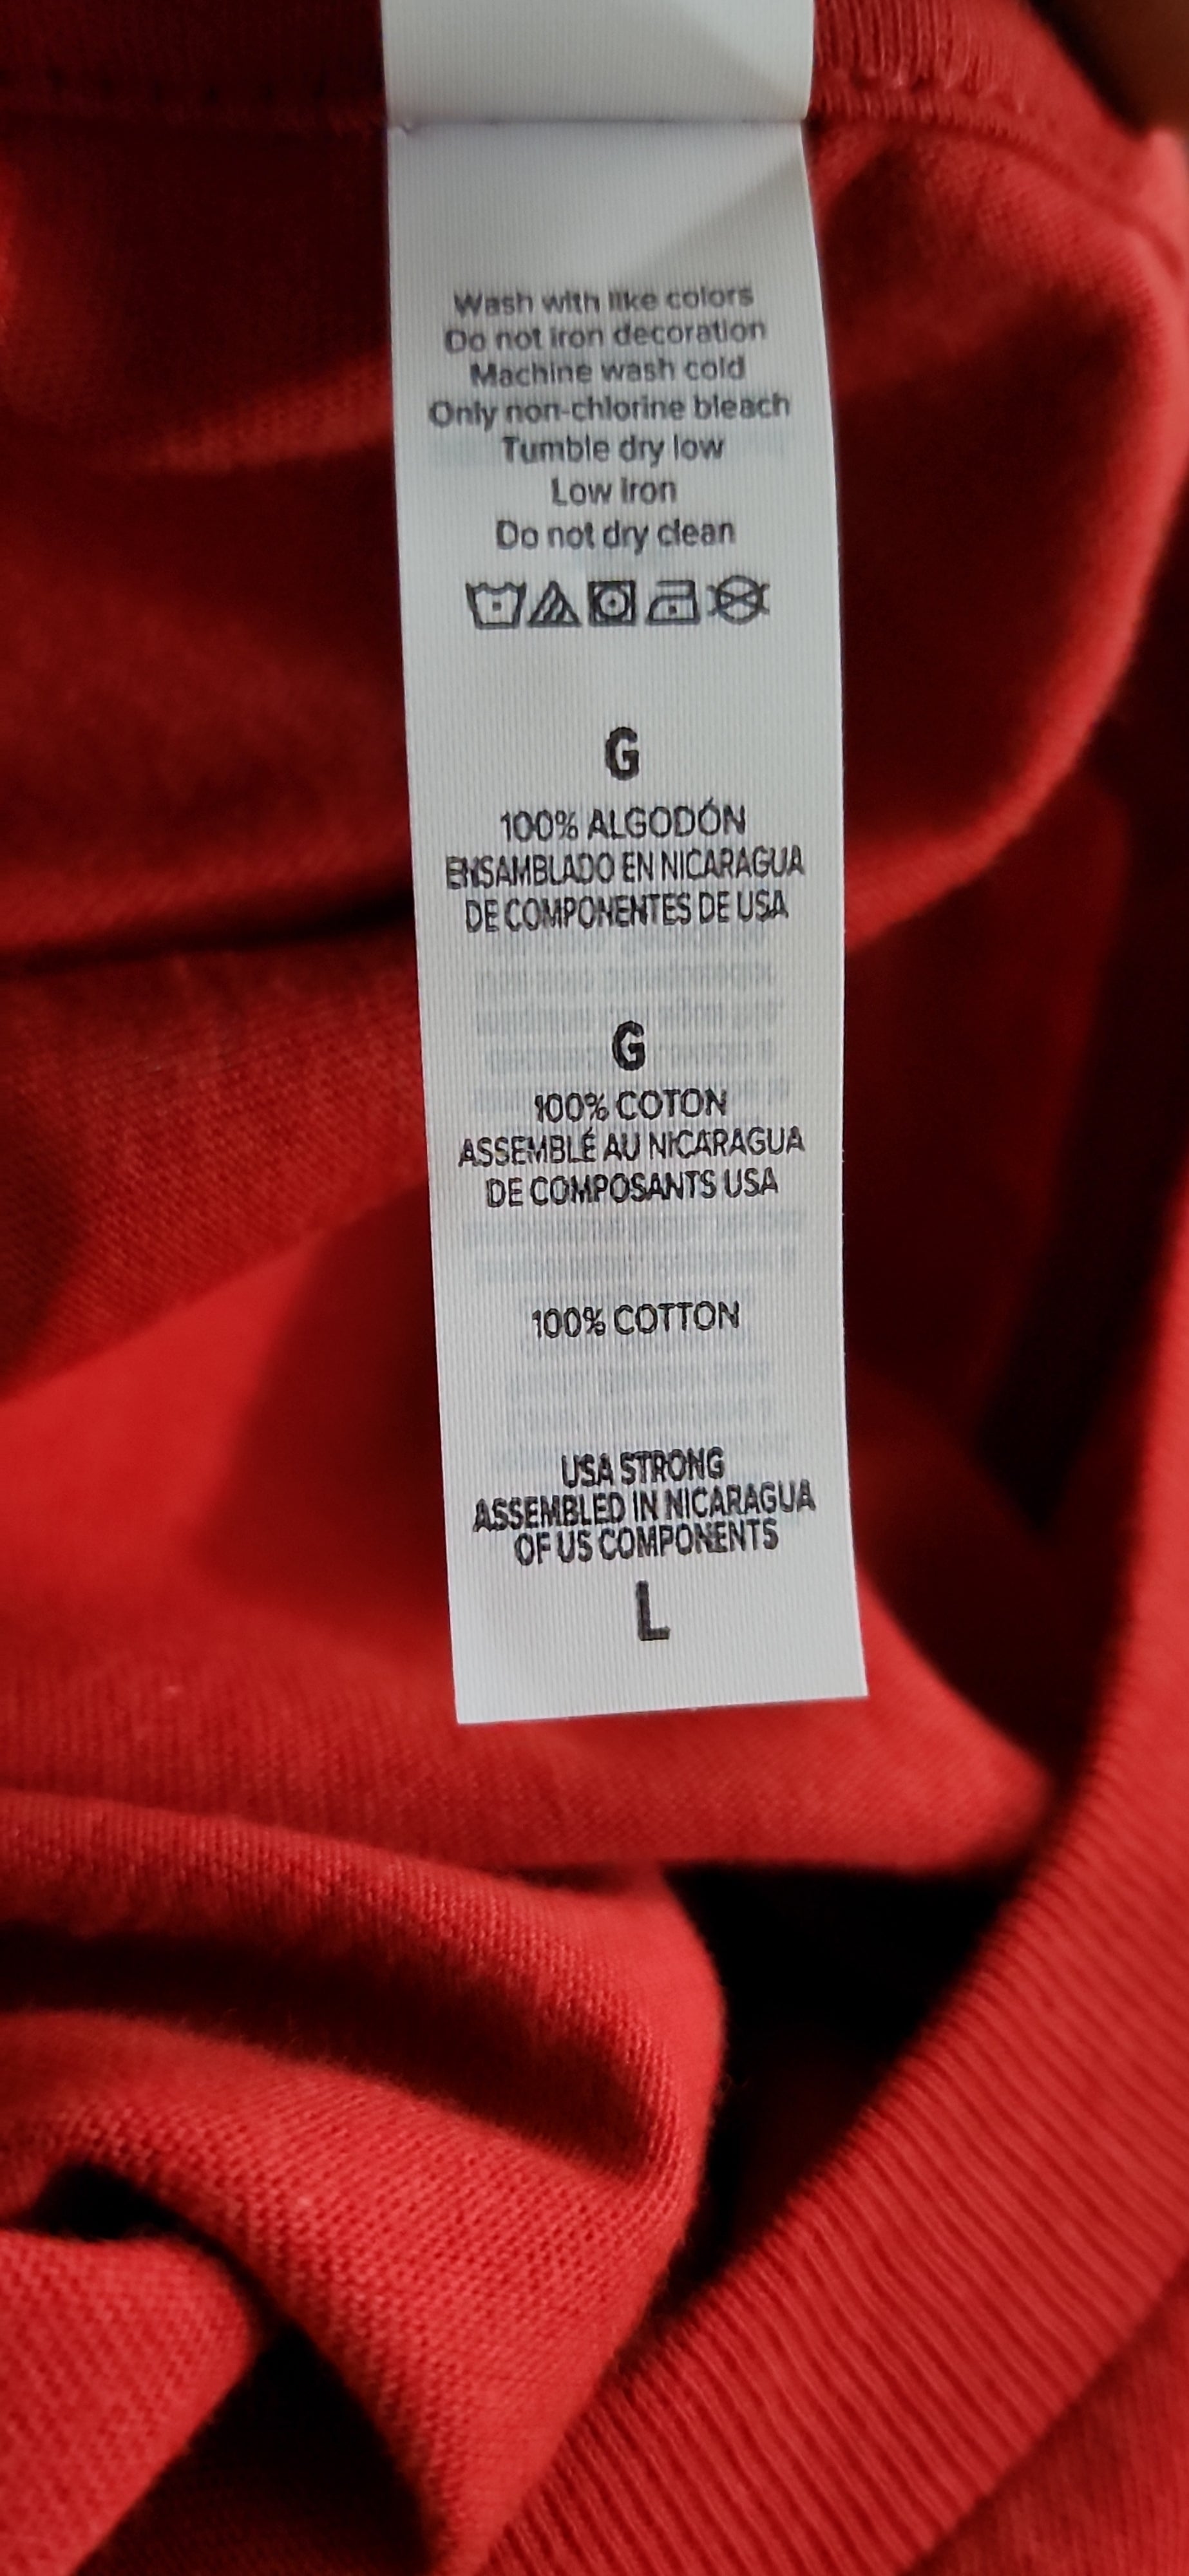 Wash with like colors
Do not iron decoration
Machine wash cold
Only non-chlorine bleach
Tumble dry low
Low iron
Do not dry clean
G
100% ALGODÓN
ENSAMBLADO EN NICARAGUA
DE COMPONENTES DE USA
G
100% COTON
ASSEMBLÉ AU NICARAGUA
DE COMPOSANTS USA
100% COTTON
USA STRONG
ASSEMBLED IN NICARAGUA
OF US COMPONENTS
L